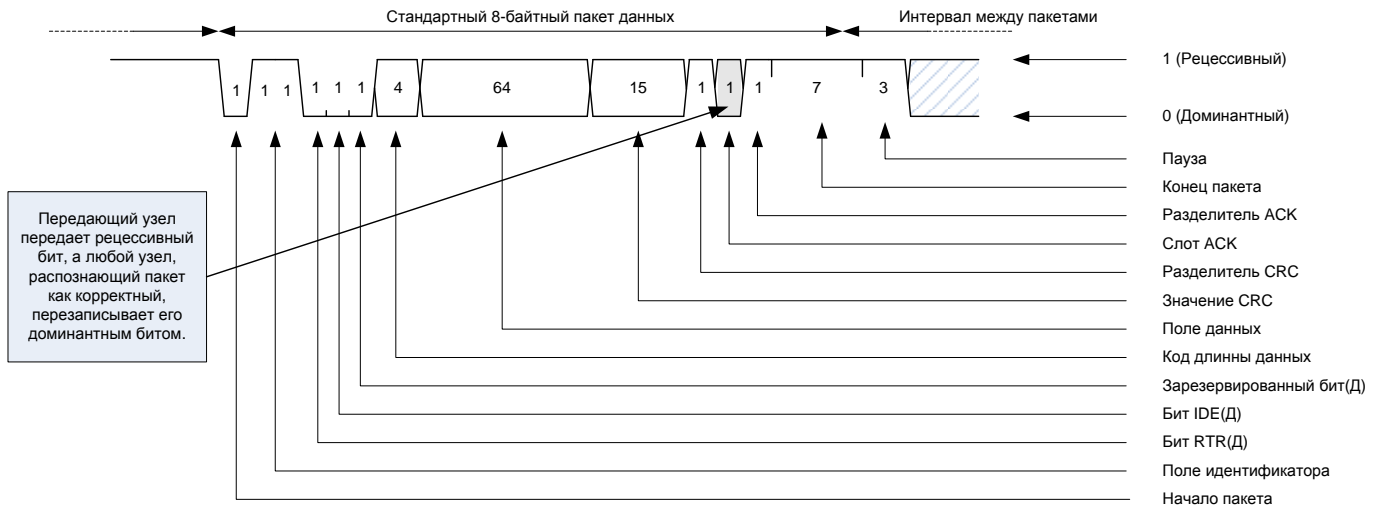 Стандартный 8-байтный пакет данных
Интервал между пакетами
1 1 1 1 1 1 4 64 15 1 1 1 7 3
1 (Рецессивный)
0 (Доминантный)
Пауза
Конец пакета
Разделитель ACK
Слот ACK
Разделитель CRC
Значение CRC
Поле данных
Код длинны данных
Зарезервированный бит(Д)
Бит IDE(Д)
Бит RTR(Д)
Поле идентификатора
Начало пакета
Передающий узел
передает рецессивный
бит, а любой узел,
распознающий пакет
как корректный,
перезаписывает его
доминантным битом.